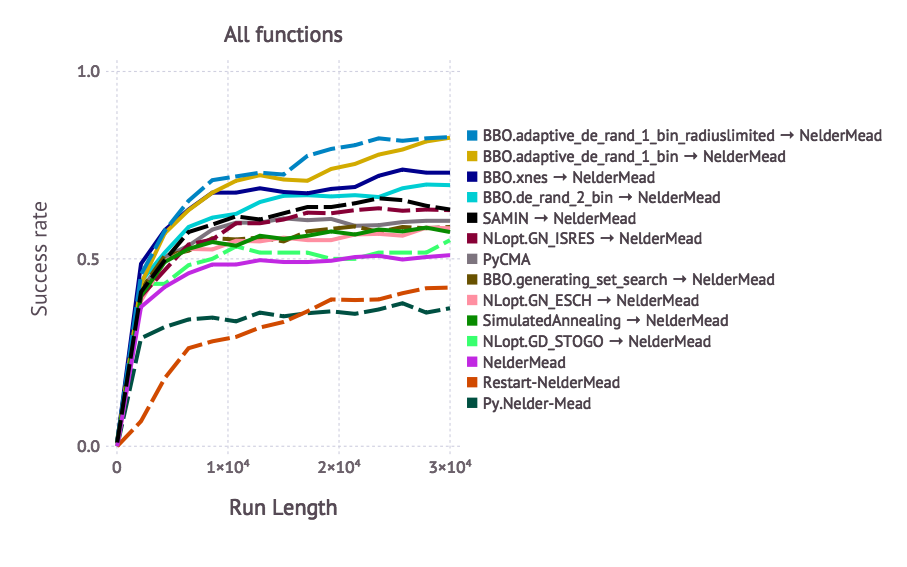 All functions
Success rate
1.0
0.5
0.0
0
1×10⁴
2×10⁴
3×10⁴
Run Length
BBO.adaptive_de_rand_1_bin_radiuslimited → NelderMead
BBO.adaptive_de_rand_1_bin → NelderMead
BBO.xnes → NelderMead
BBO.de_rand_2_bin → NelderMead
SAMIN → NelderMead
NLopt.GN_ISRES → NelderMead
PyCMA
BBO.generating_set_search → NelderMead
NLopt.GN_ESCH → NelderMead
SimulatedAnnealing → NelderMead
NLopt.GD_STOGO → NelderMead
NelderMead
Restart-NelderMead
Py.Nelder-Mead